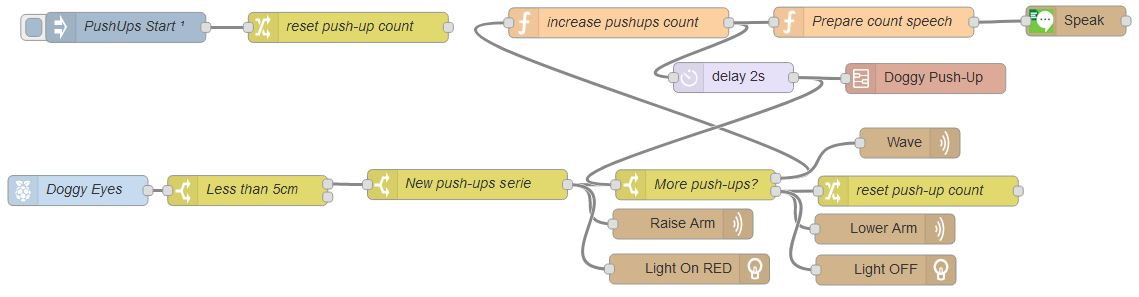 PushUps Start ¹
reset push-up count
increase pushups count
Prepare count speech
Speak
delay 2s
Doggy Push-Up
Wave
Doggy Eyes
Less than 5cm
New push-ups serie
More push-ups?
reset push-up count
Raise Arm
Lower Arm
Light On RED
Light OFF